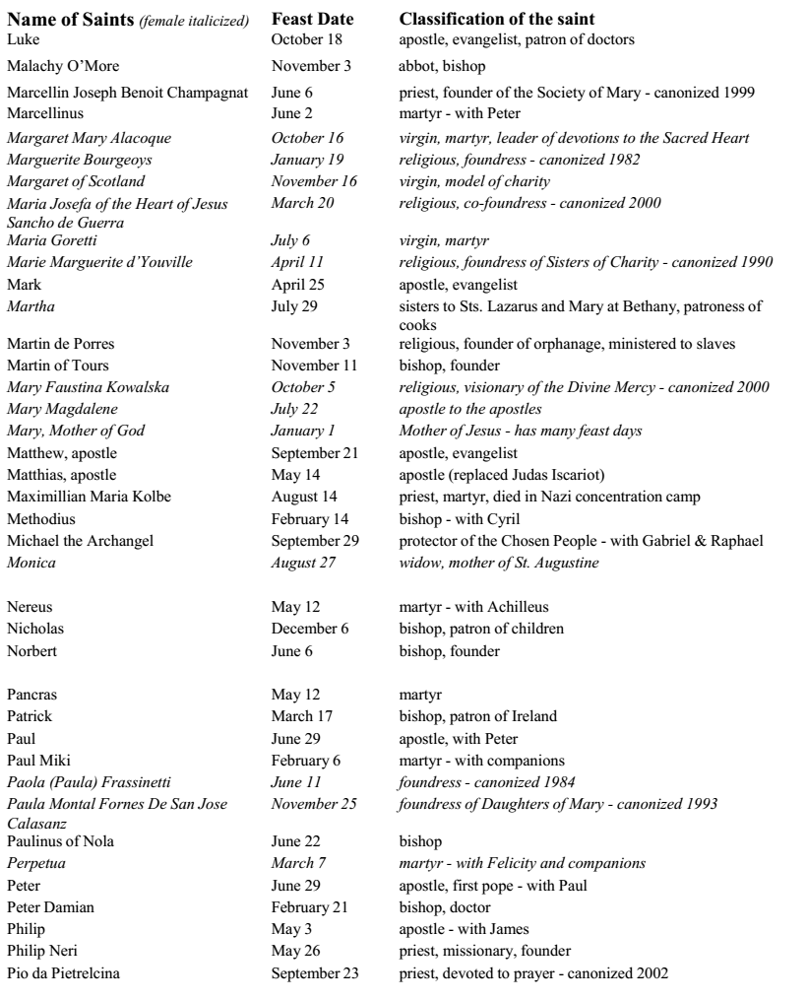 Name of Saints (female italicized) Feast Date Classification of the saint
Luke October 18 apostle, evangelist, patron of doctors
Malachy O’More November 3 abbot, bishop
Marcellin Joseph Benoit Champagnat June 6 priest, founder of the Society of Mary - canonized 1999
Marcellinus June 2 martyr - with Peter
Margaret Mary Alacoque October 16 virgin, martyr, leader of devotions to the Sacred Heart
Marguerite Bourgeoys January 19 religious, foundress - canonized 1982
Margaret of Scotland November 16 virgin, model of charity
Maria Josefa of the Heart of Jesus March 20 religious, co-foundress - canonized 2000
Sancho de Guerra
Maria Goretti July 6 virgin, martyr
Marie Marguerite d’Youville April 11 religious, foundress of Sisters of Charity - canonized 1990
Mark April 25 apostle, evangelist
Martha July 29 sisters to Sts. Lazarus and Mary at Bethany, patroness of
cooks
Martin de Porres November 3 religious, founder of orphanage, ministered to slaves
Martin of Tours November 11 bishop, founder
Mary Faustina Kowalska October 5 religious, visionary of the Divine Mercy - canonized 2000
Mary Magdalene July 22 apostle to the apostles
Mary, Mother of God January 1 Mother of Jesus - has many feast days
Matthew, apostle September 21 apostle, evangelist
Matthias, apostle May 14 apostle (replaced Judas Iscariot)
Maximillian Maria Kolbe August 14 priest, martyr, died in Nazi concentration camp
Methodius February 14 bishop - with Cyril
Michael the Archangel September 29 protector of the Chosen People - with Gabriel & Raphael
Monica August 27 widow, mother of St. Augustine
Nereus May 12 martyr - with Achilleus
Nicholas December 6 bishop, patron of children
Norbert June 6 bishop, founder
Pancras May 12 martyr
Patrick March 17 bishop, patron of Ireland
Paul June 29 apostle, with Peter
Paul Miki February 6 martyr - with companions
Paola (Paula) Frassinetti June 11 foundress - canonized 1984
Paula Montal Fornes De San Jose November 25 foundress of Daughters of Mary - canonized 1993
Calasanz
Paulinus of Nola June 22 bishop
Perpetua March 7 martyr - with Felicity and companions
Peter June 29 apostle, first pope - with Paul
Peter Damian February 21 bishop, doctor
Philip May 3 apostle - with James
Philip Neri May 26 priest, missionary, founder
Pio da Pietrelcina September 23 priest, devoted to prayer - canonized 2002